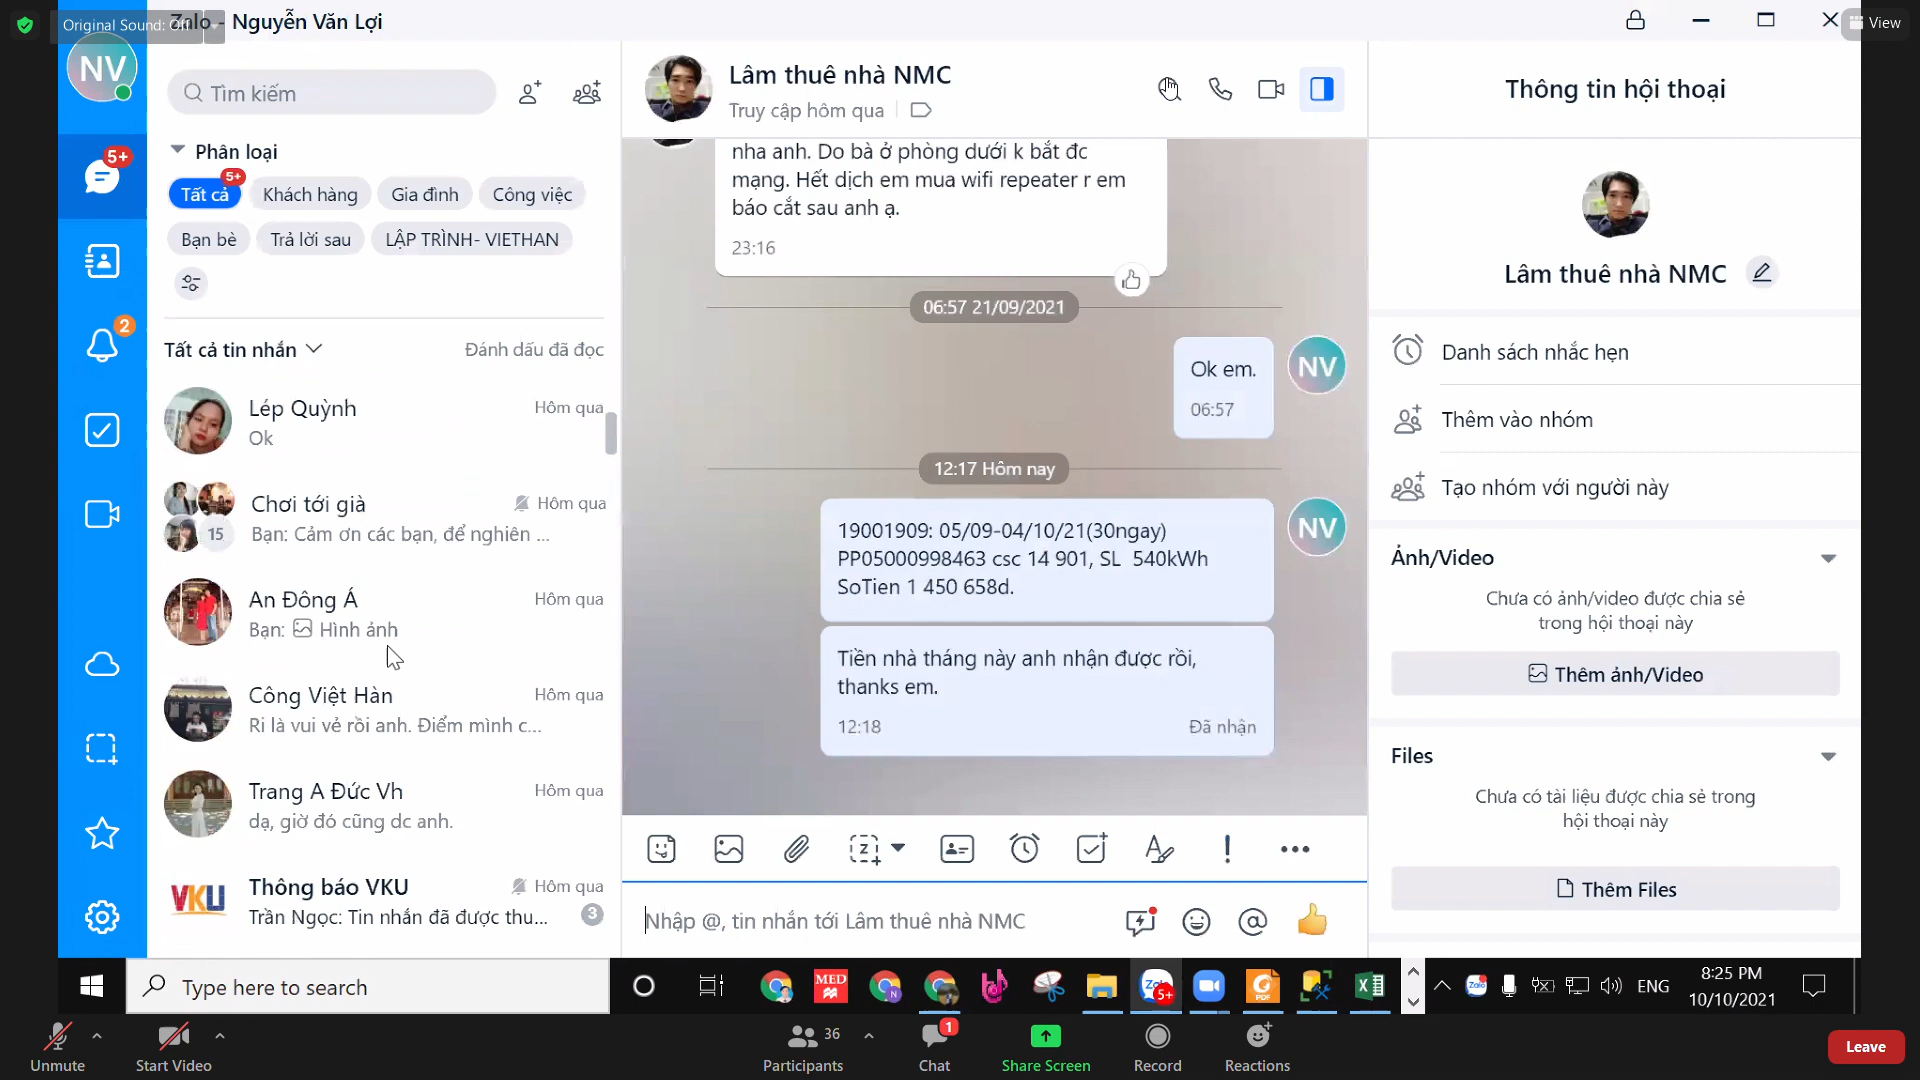 Original Sound: Off
Zalo - Nguyễn Văn Lợi
View
NV
Tìm kiếm
Phân loại
5+
5+
Tất cả
Khách hàng
Gia đình
Công việc
Bạn bè
Trả lời sau
LẬP TRÌNH- VIETHAN
2
Tất cả tin nhắn
Đánh dấu đã đọc
Lép Quỳnh
Hôm qua
Ok
Chơi tới già
Hôm qua
15
Bạn: Cảm ơn các bạn, để nghiên ...
An Đông Á
Hôm qua
Bạn: Hình ảnh
Công Việt Hàn
Hôm qua
Ri là vui vẻ rồi anh. Điểm mình c...
Trang A Đức Vh
Hôm qua
dạ, giờ đó cũng dc anh.
VKU
Thông báo VKU
Hôm qua
Trần Ngọc: Tin nhắn đã được thu...
3
Lâm thuê nhà NMC
Truy cập hôm qua
nha anh. Do bà ở phòng dưới k bắt đc
mạng. Hết dịch em mua wifi repeater r em
báo cắt sau anh ạ.
23:16
06:57 21/09/2021
Ok em.
06:57
NV
12:17 Hôm nay
19001909: 05/09-04/10/21(30ngay)
PP05000998463 csc 14 901, SL 540kWh
SoTien 1 450 658d.
NV
Tiền nhà tháng này anh nhận được rồi,
thanks em.
12:18
Đã nhận
Nhập @, tin nhắn tới Lâm thuê nhà NMC
Thông tin hội thoại
Lâm thuê nhà NMC
Danh sách nhắc hẹn
Thêm vào nhóm
Tạo nhóm với người này
Ảnh/Video
Chưa có ảnh/video được chia sẻ
trong hội thoại này
Thêm ảnh/Video
Files
Chưa có tài liệu được chia sẻ trong
hội thoại này
Thêm Files
Type here to search
MED
N
Zalo
5+
PDF
Zalo
ENG
8:25 PM
10/10/2021
Unmute
Start Video
36
Participants
1
Chat
Share Screen
Record
Reactions
Leave